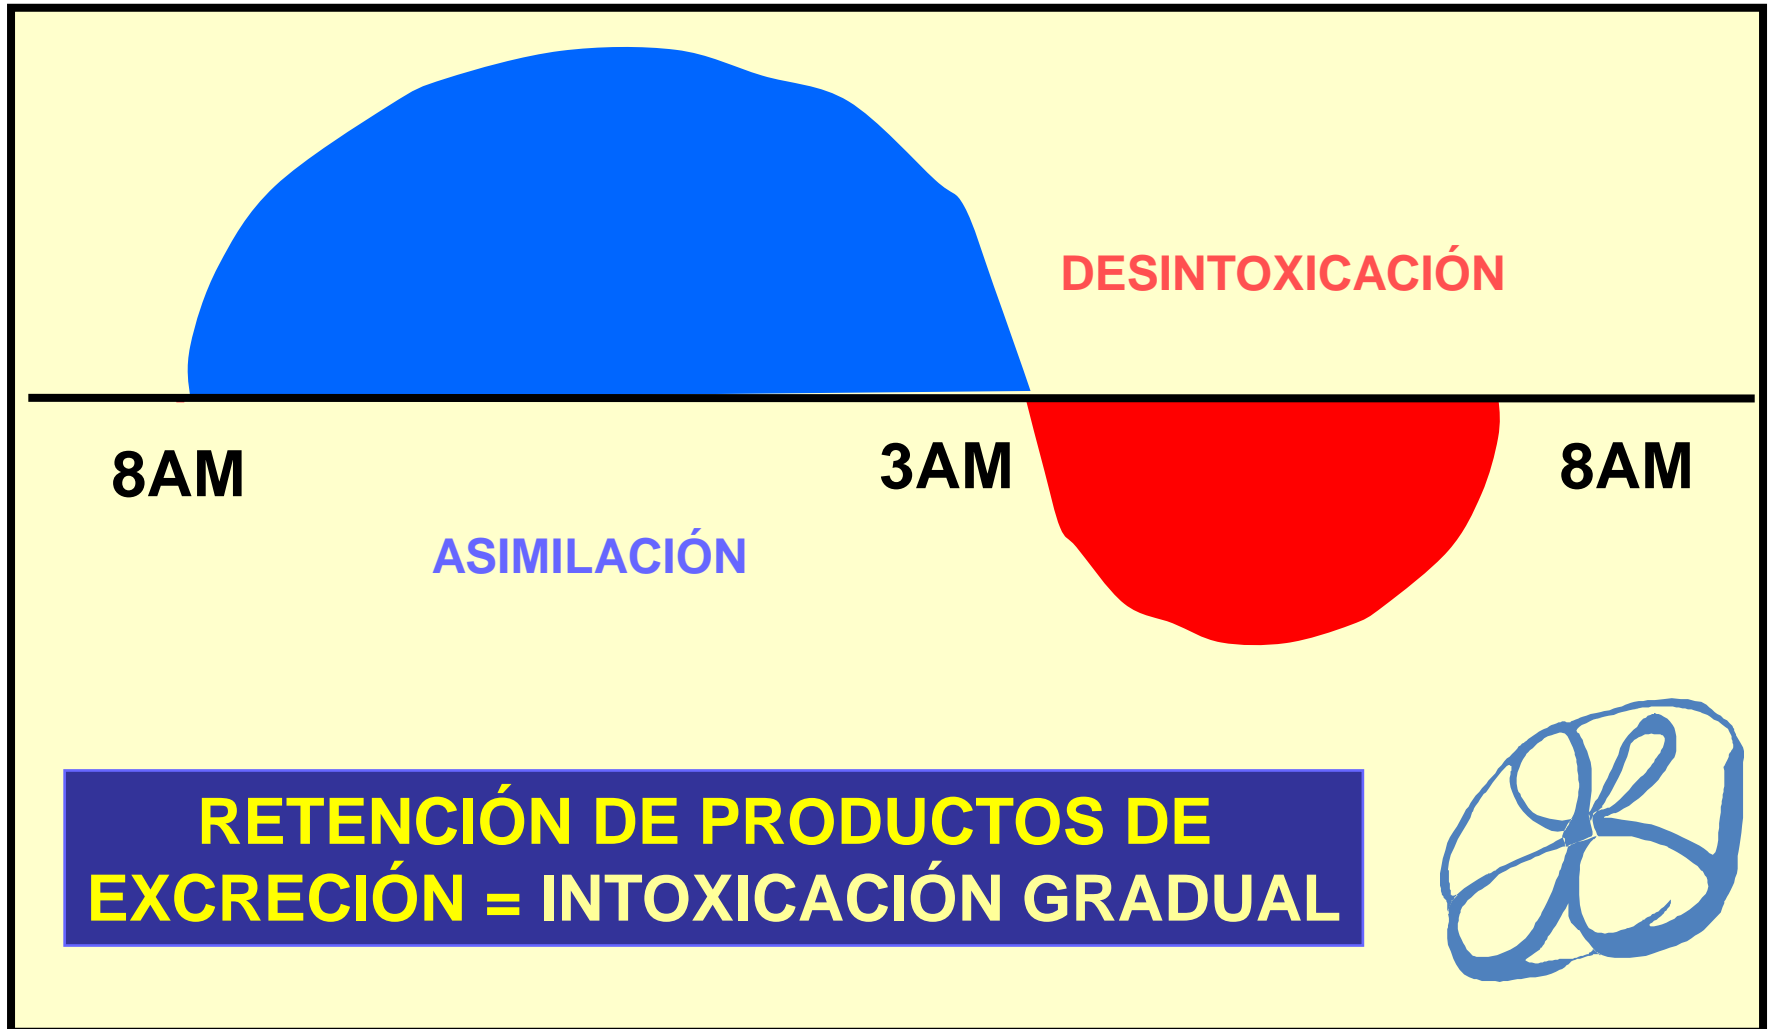 DESINTOXICACIÓN
8AM 3AM 8AM
ASIMILACIÓN
RETENCIÓN DE PRODUCTOS DE
EXCRECIÓN = INTOXICACIÓN GRADUAL